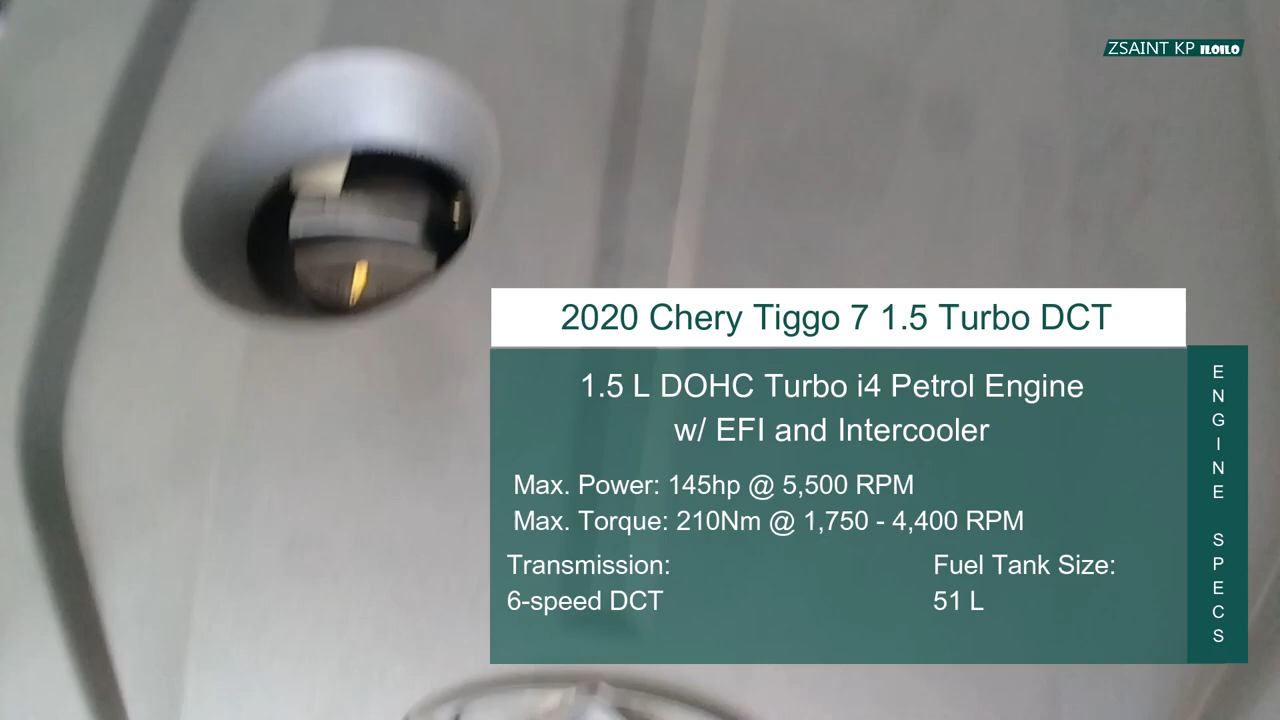 ZSAINT KP ILOILO
2020 Chery Tiggo 7 1.5 Turbo DCT
1.5 L DOHC Turbo i4 Petrol Engine
w/ EFI and Intercooler
Max. Power: 145hp @ 5,500 RPM
Max. Torque: 210Nm @ 1,750 - 4,400 RPM
Transmission:
6-speed DCT
Fuel Tank Size:
51 L
ENGINE SPECS